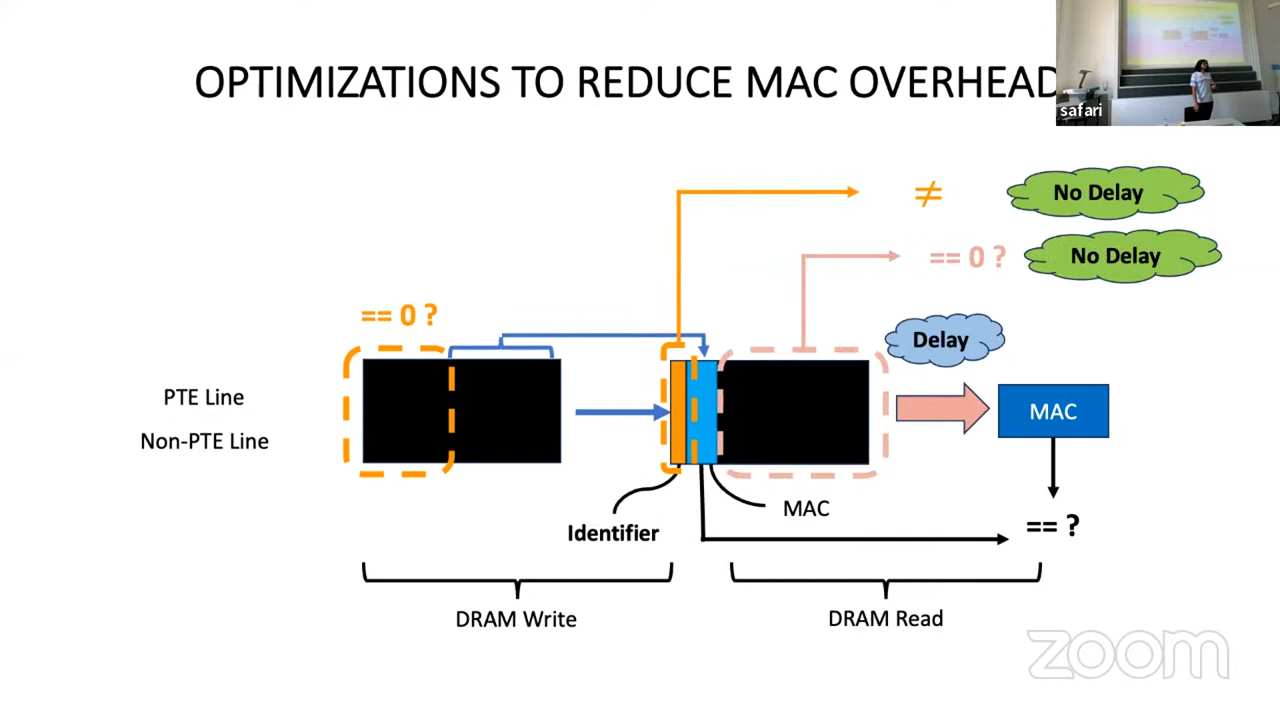 OPTIMIZATIONS TO REDUCE MAC OVERHEAD
safari
≠
No Delay
== 0 ?
No Delay
== 0 ?
Delay
PTE Line
Non-PTE Line
MAC
MAC
Identifier
== ?
DRAM Write
DRAM Read
zoom